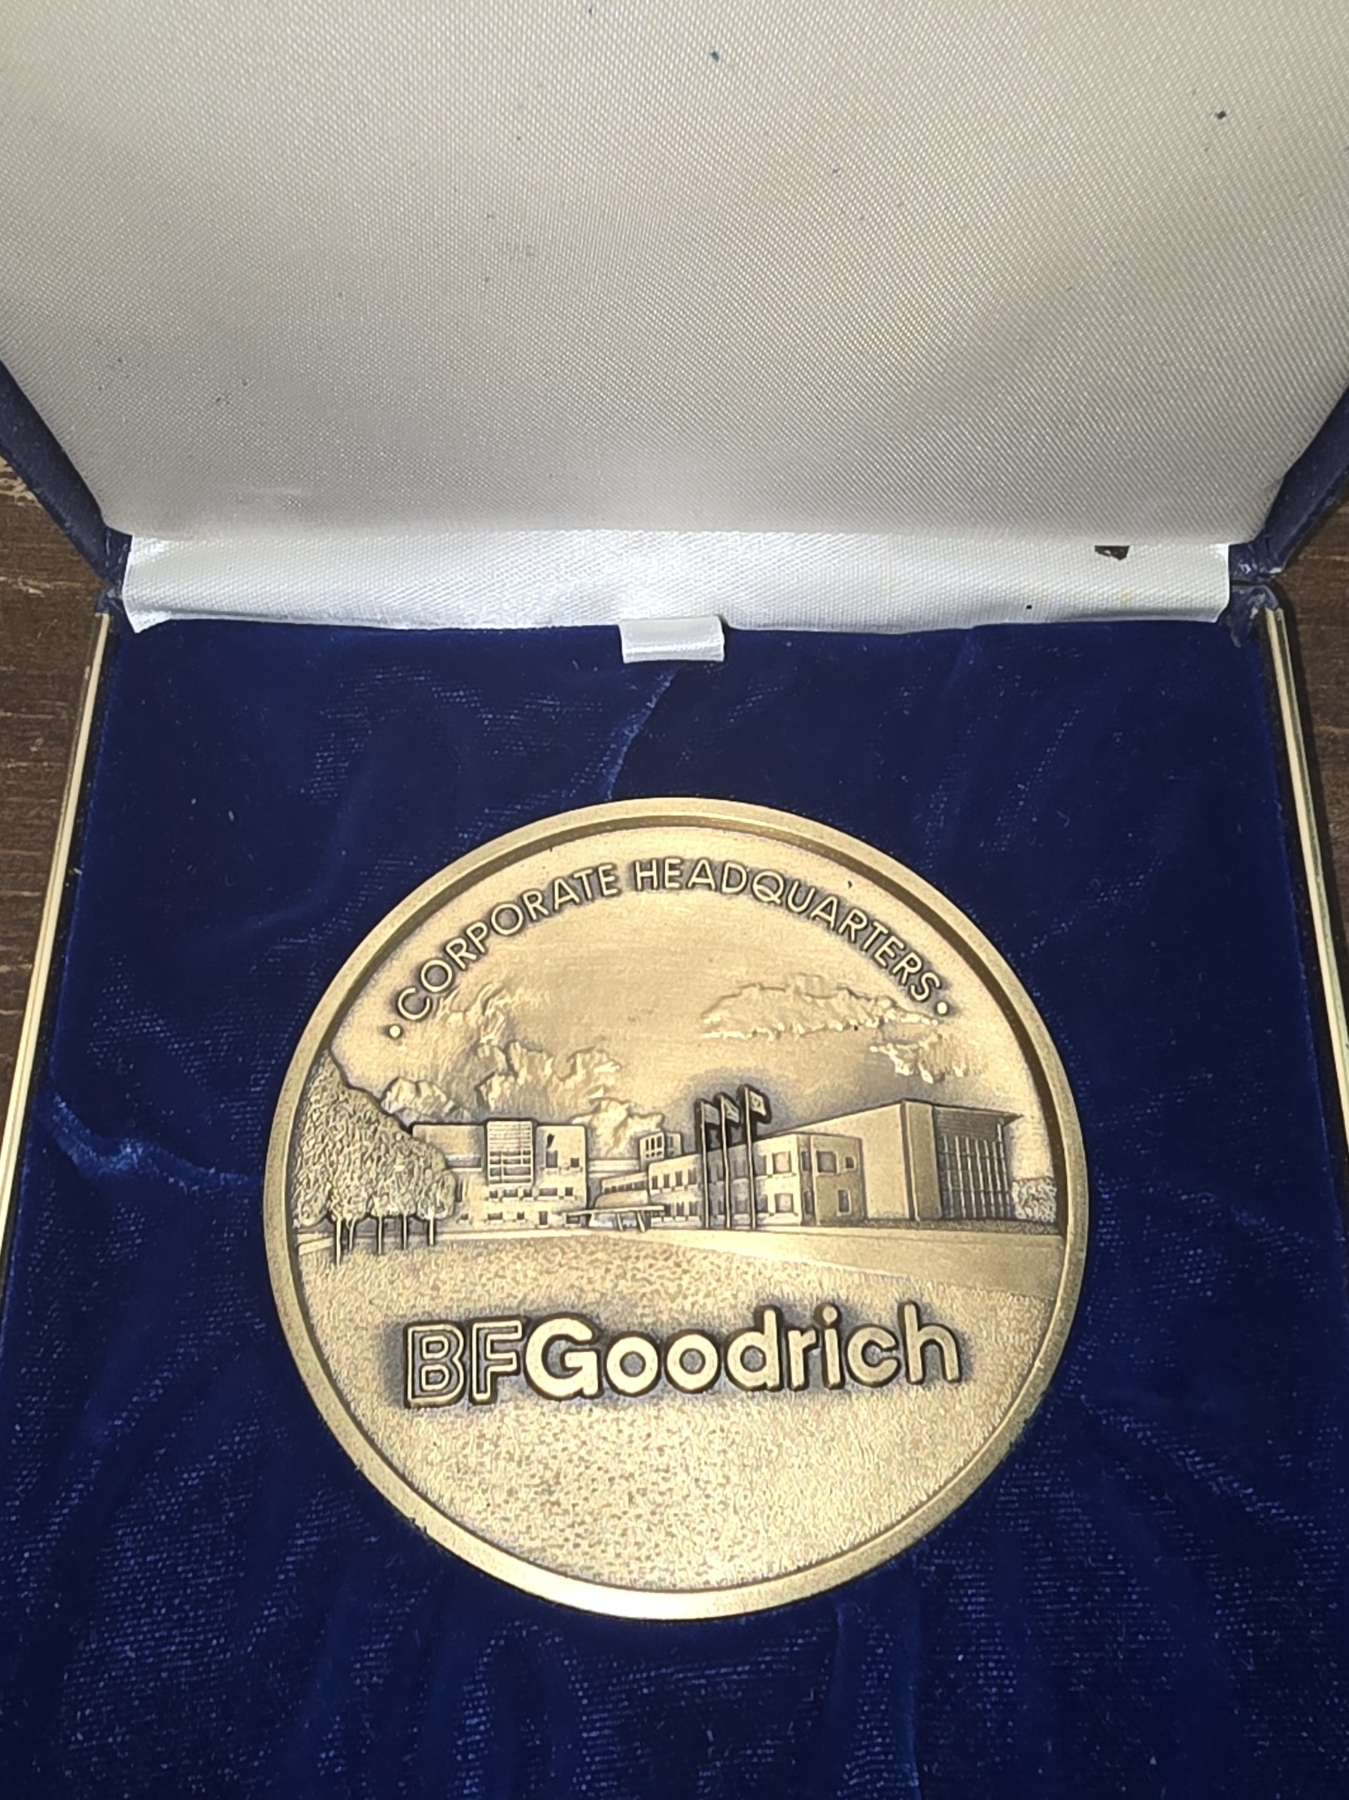 • CORPORATE HEADQUARTERS •
BFGoodrich